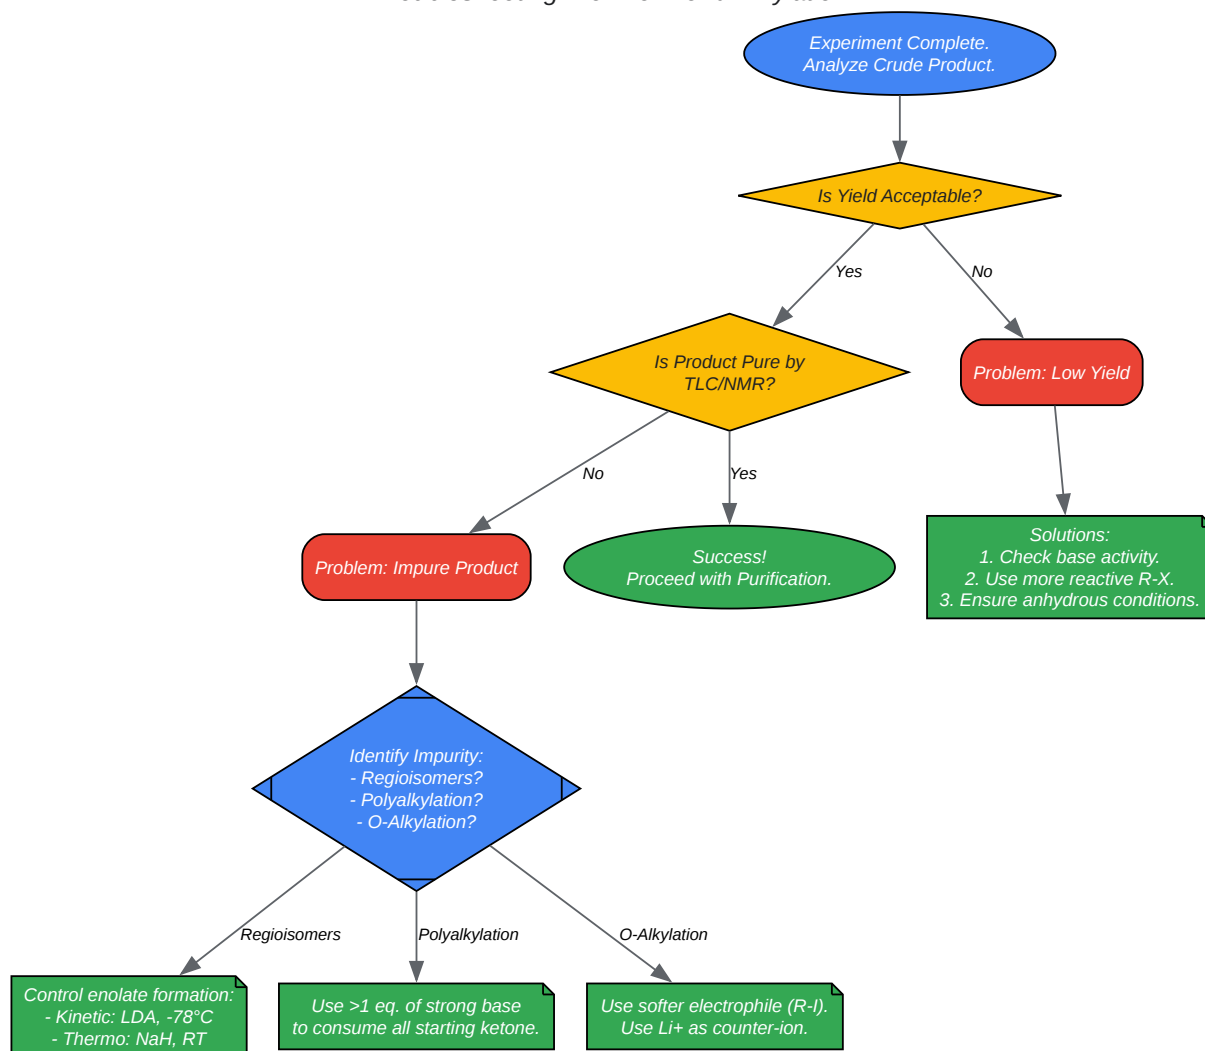 Experiment Complete.
Analyze Crude Product.
Is Yield Acceptable?
Yes
No
Is Product Pure by
TLC/NMR?
Problem: Low Yield
No
Yes
Solutions:
1. Check base activity.
2. Use more reactive R-X.
3. Ensure anhydrous conditions.
Problem: Impure Product
Success!
Proceed with Purification.
Identify Impurity:
- Regioisomers?
- Polyalkylation?
- O-Alkylation?
Regioisomers
Polyalkylation
O-Alkylation
Control enolate formation:
- Kinetic: LDA, -78°C
- Thermo: NaH, RT
Use >1 eq. of strong base
to consume all starting ketone.
Use softer electrophile (R-I).
Use Li+ as counter-ion.